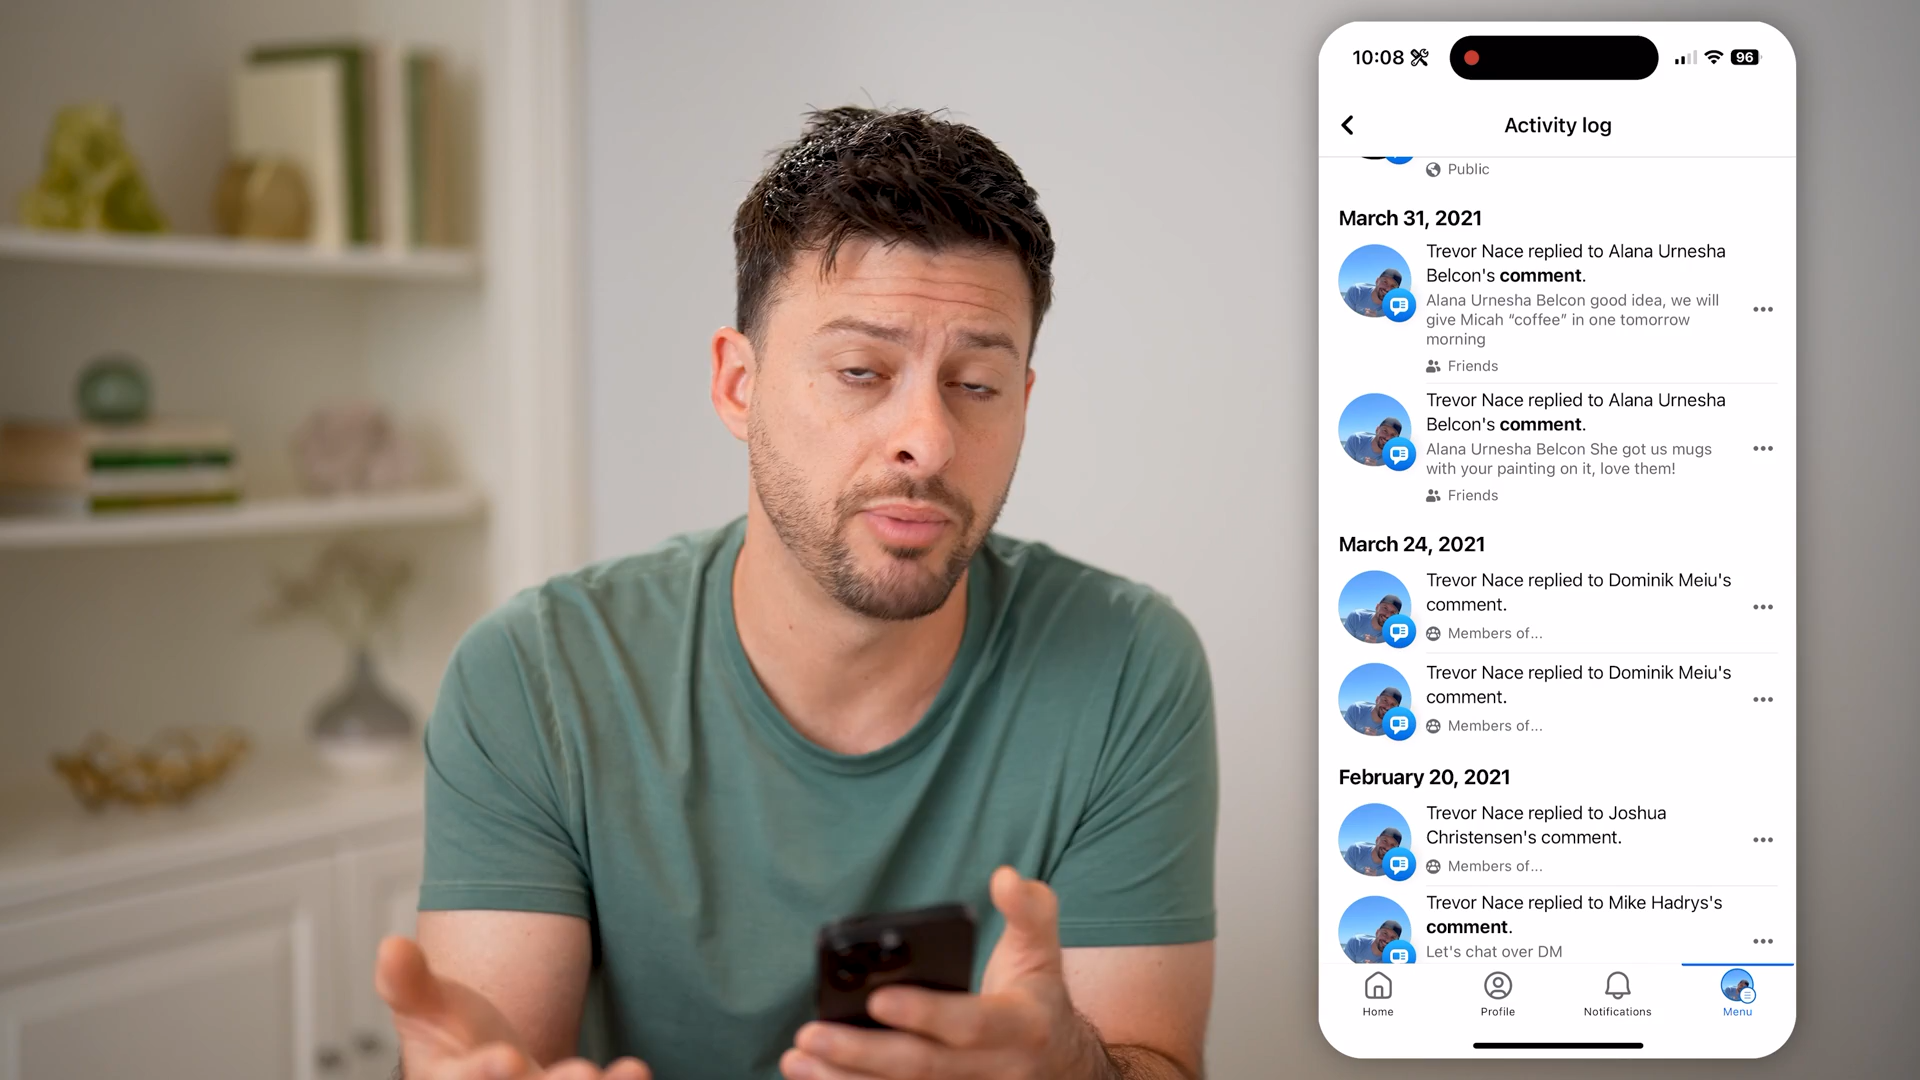 10:08
96
Activity log
Public
March 31, 2021
Trevor Nace replied to Alana Urnesha
Belcon's comment.
Alana Urnesha Belcon good idea, we will
give Micah “coffee” in one tomorrow
morning
Friends
Trevor Nace replied to Alana Urnesha
Belcon's comment.
Alana Urnesha Belcon She got us mugs
with your painting on it, love them!
Friends
March 24, 2021
Trevor Nace replied to Dominik Meiu's
comment.
Members of...
Trevor Nace replied to Dominik Meiu's
comment.
Members of...
February 20, 2021
Trevor Nace replied to Joshua
Christensen's comment.
Members of...
Trevor Nace replied to Mike Hadrys's
comment.
Let's chat over DM
Home
Profile
Notifications
Menu